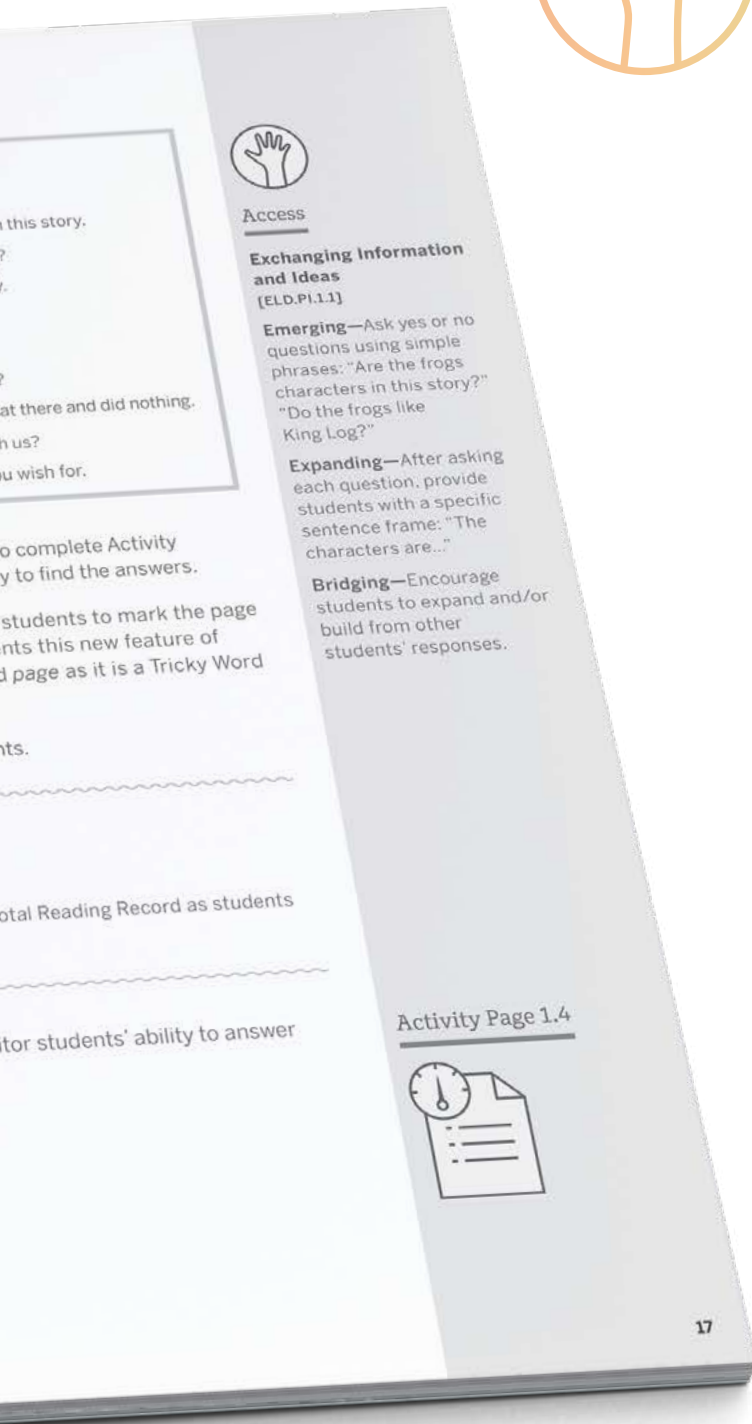 this story.
?
at there and did nothing.
us?
wish for.
complete Activity
to find the answers.
students to mark the page
this new feature of
page as it is a Tricky Word
Reading Record as students
students' ability to answer
Access
Exchanging Information
and Ideas
[ELD.PI.1.1]
Emerging—Ask yes or no
questions using simple
phrases: “Are the frogs
characters in this story?”
“Do the frogs like
King Log?”
Expanding—After asking
each question, provide
students with a specific
sentence frame: “The
characters are...”
Bridging—Encourage
students to expand and/or
build from other
students' responses.
Activity Page 1.4
17